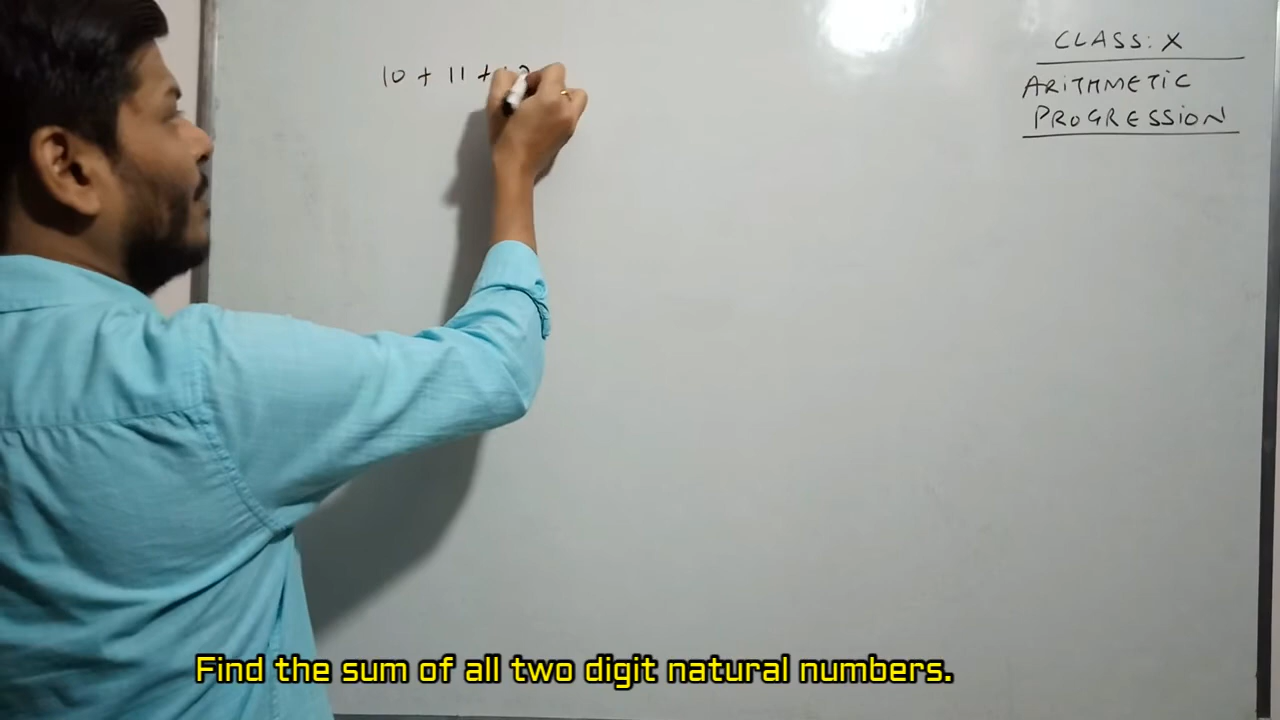 10 + 11 +
CLASS: X
ARITHMETIC
PROGRESSION
Find the sum of all two digit natural numbers.